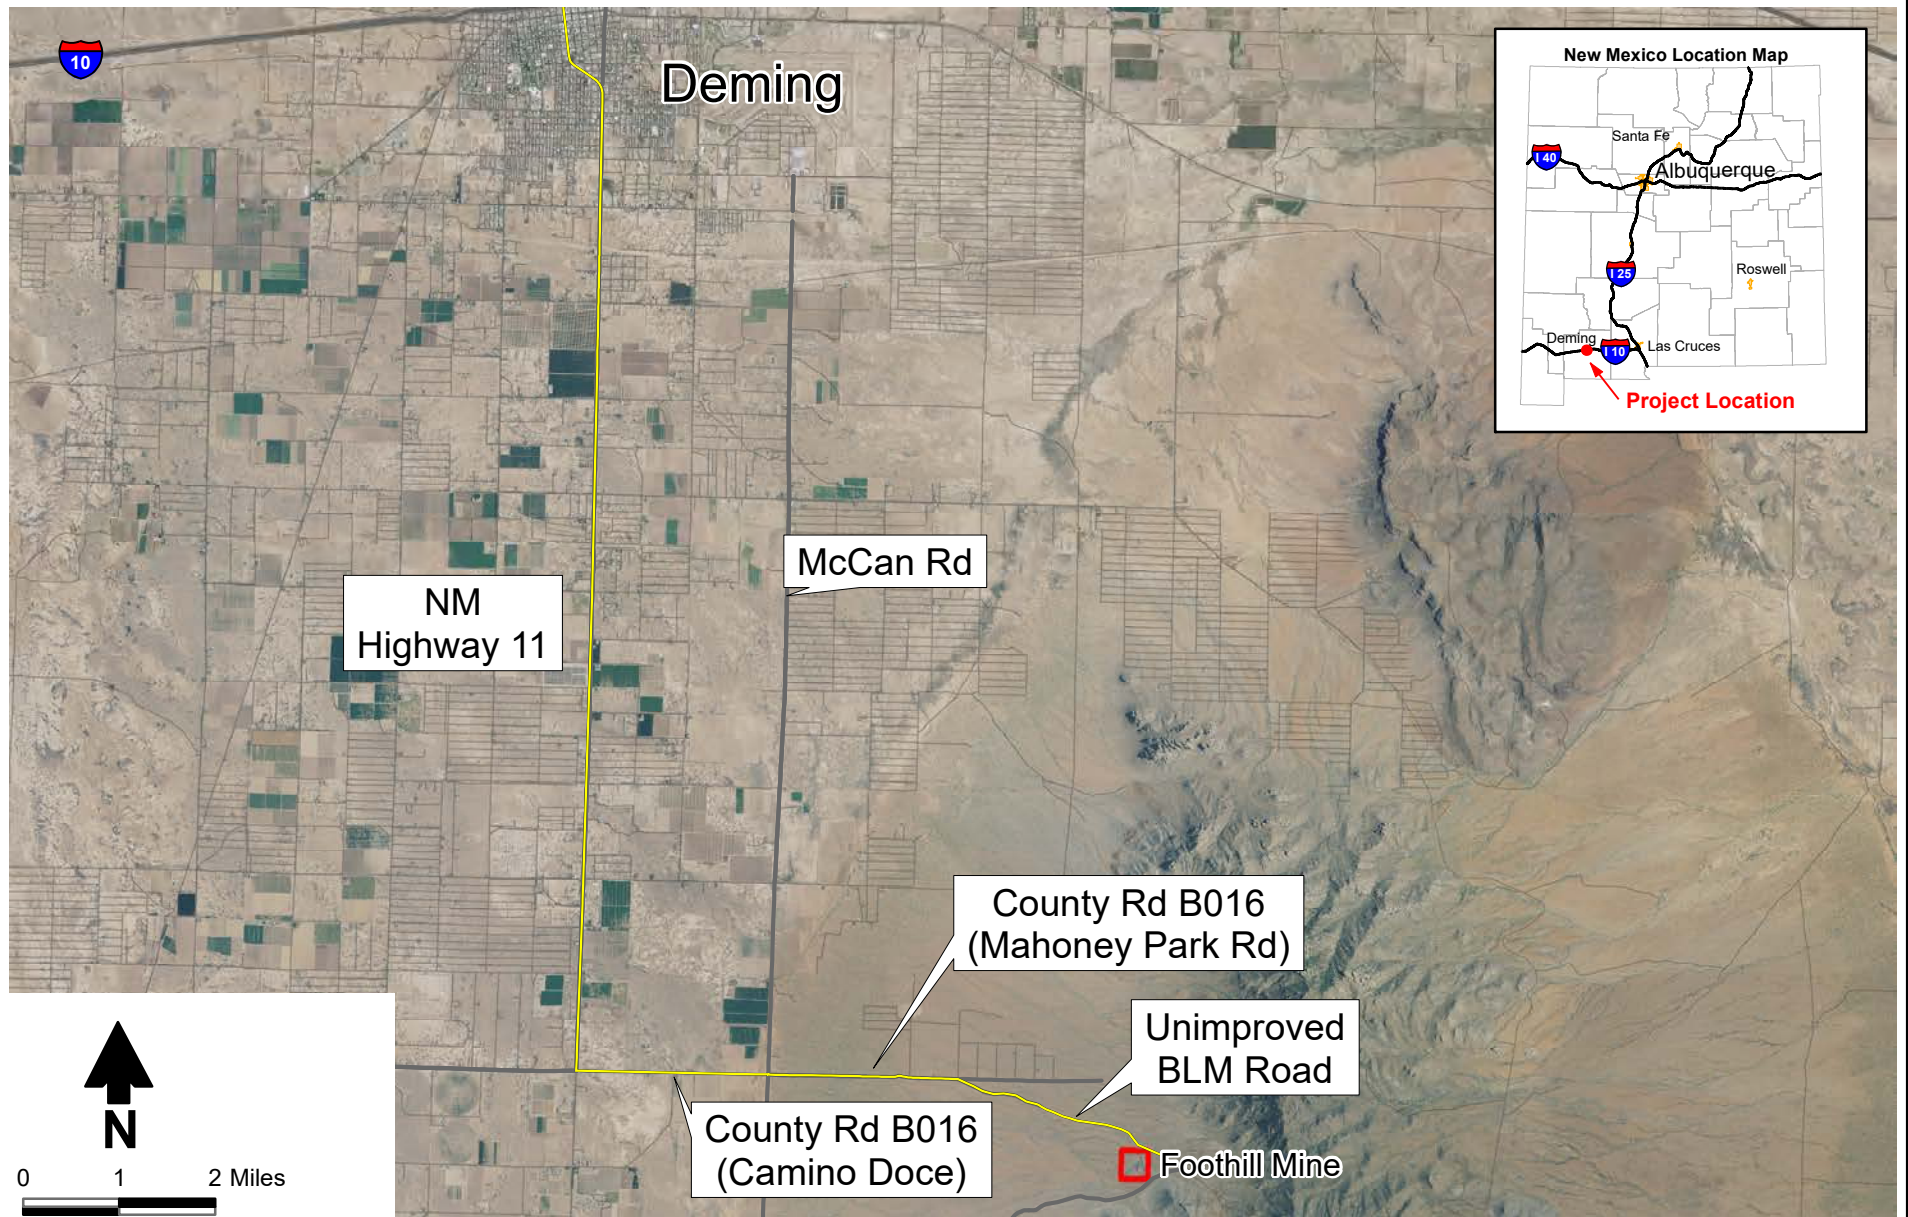 10
Deming
New Mexico Location Map
Santa Fe
I 40
Albuquerque
I 25
Roswell
Deming
I 10
Las Cruces
Project Location
McCan Rd
NM
Highway 11
County Rd B016
(Mahoney Park Rd)
Unimproved
BLM Road
County Rd B016
(Camino Doce)
Foothill Mine
N
0 1 2 Miles